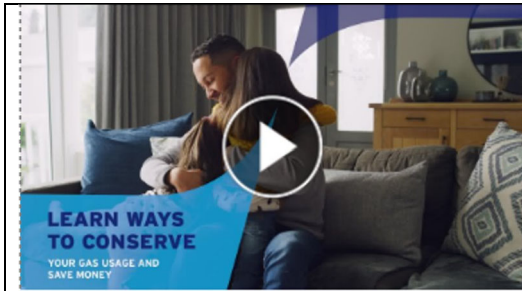 LEARN WAYS
TO CONSERVE
YOUR GAS USAGE AND
SAVE MONEY